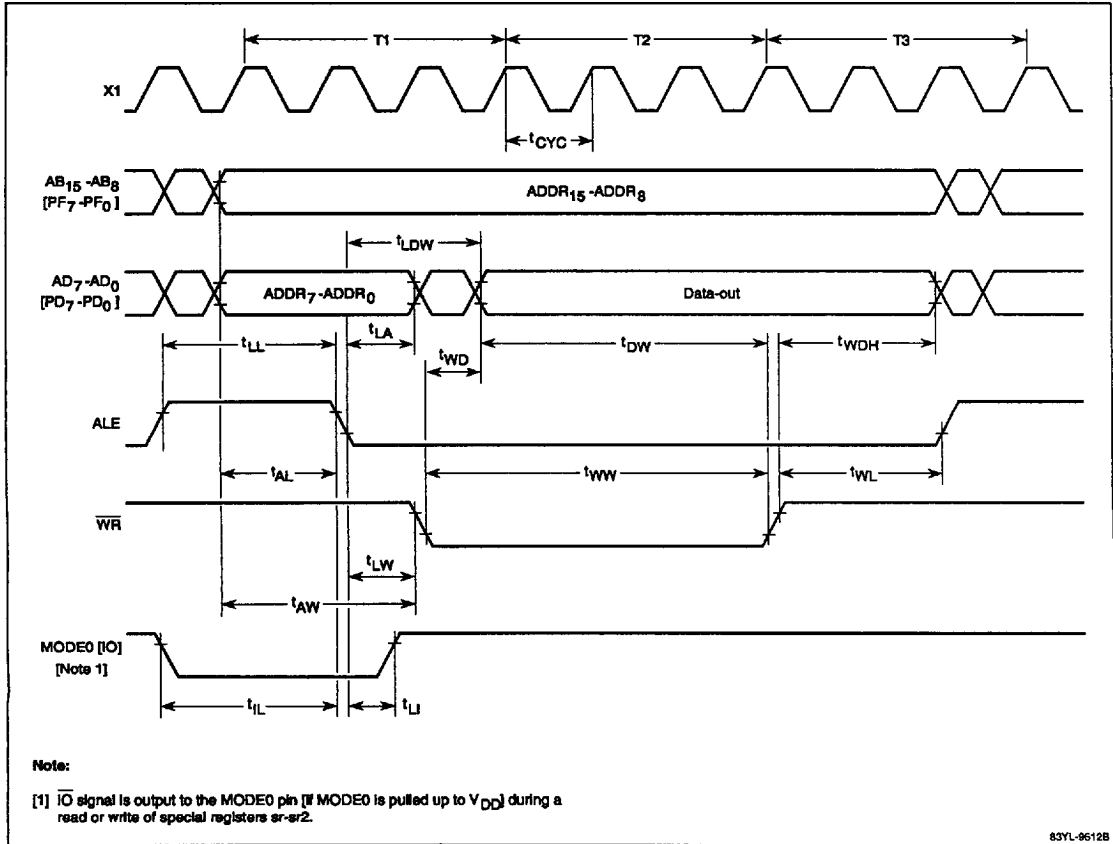 T1 T2 T3
X1
tCYC
AB15 -AB8
[PF7 -PF0 ]
ADDR15 -ADDR8
tLDW
AD7 -AD0
[PD7 -PD0 ]
ADDR7 -ADDR0
Data-out
tLL tLA tWD tDW tWDH
ALE
tAL tWW tWL
W̅R̅
tLW
tAW
MODE0 [IO]
[Note 1]
tIL tLI
Note:
[1] I̅O̅ signal is output to the MODE0 pin [if MODE0 is pulled up to VDD] during a
read or write of special registers sr-sr2.
83YL-9612B